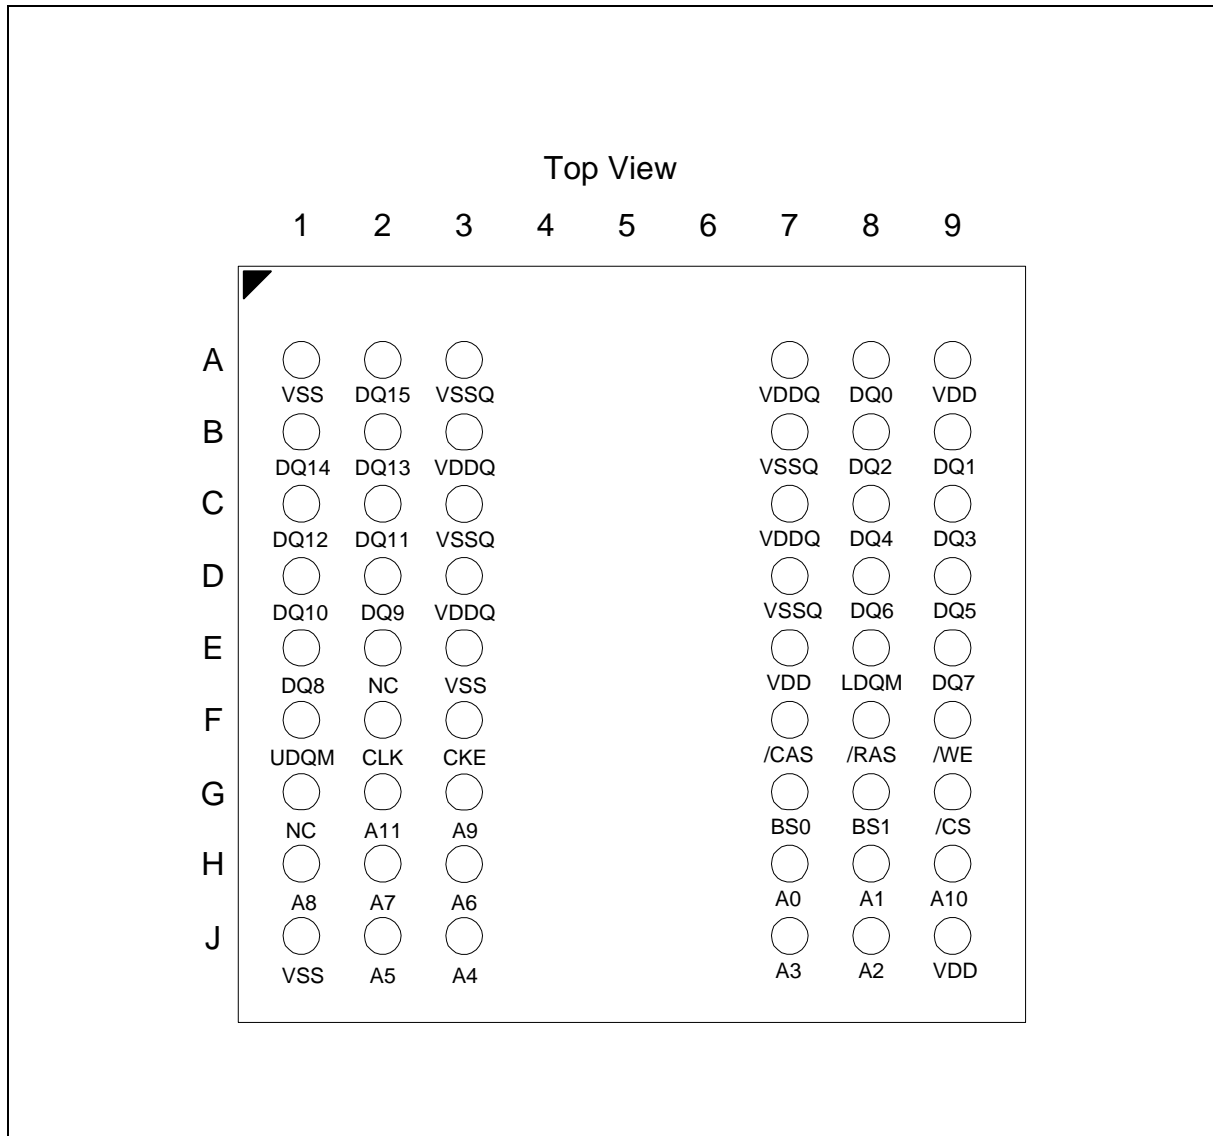 Top View
1 2 3 4 5 6 7 8 9
A
VSS DQ15 VSSQ VDDQ DQ0 VDD
B
DQ14 DQ13 VDDQ VSSQ DQ2 DQ1
C
DQ12 DQ11 VSSQ VDDQ DQ4 DQ3
D
DQ10 DQ9 VDDQ VSSQ DQ6 DQ5
E
DQ8 NC VSS VDD LDQM DQ7
F
UDQM CLK CKE /CAS /RAS /WE
G
NC A11 A9 BS0 BS1 /CS
H
A8 A7 A6 A0 A1 A10
J
VSS A5 A4 A3 A2 VDD